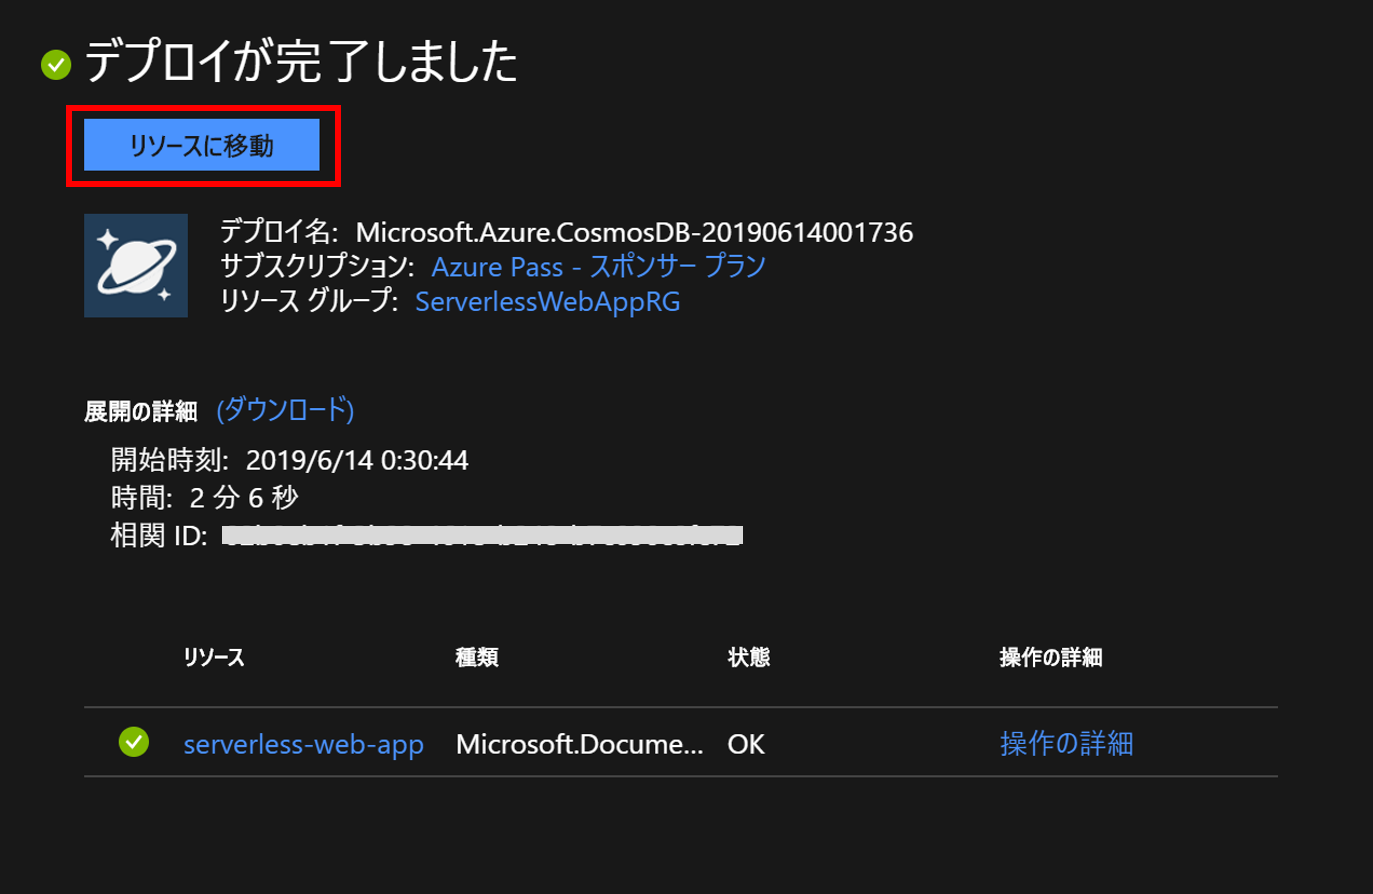 デプロイが完了しました
リソースに移動
デプロイ名: Microsoft.Azure.CosmosDB-20190614001736
サブスクリプション: Azure Pass - スポンサー プラン
リソース グループ: ServerlessWebAppRG
展開の詳細 (ダウンロード)
開始時刻: 2019/6/14 0:30:44
時間: 2 分 6 秒
相関 ID:
リソース 種類 状態 操作の詳細
serverless-web-app Microsoft.Docume... OK 操作の詳細